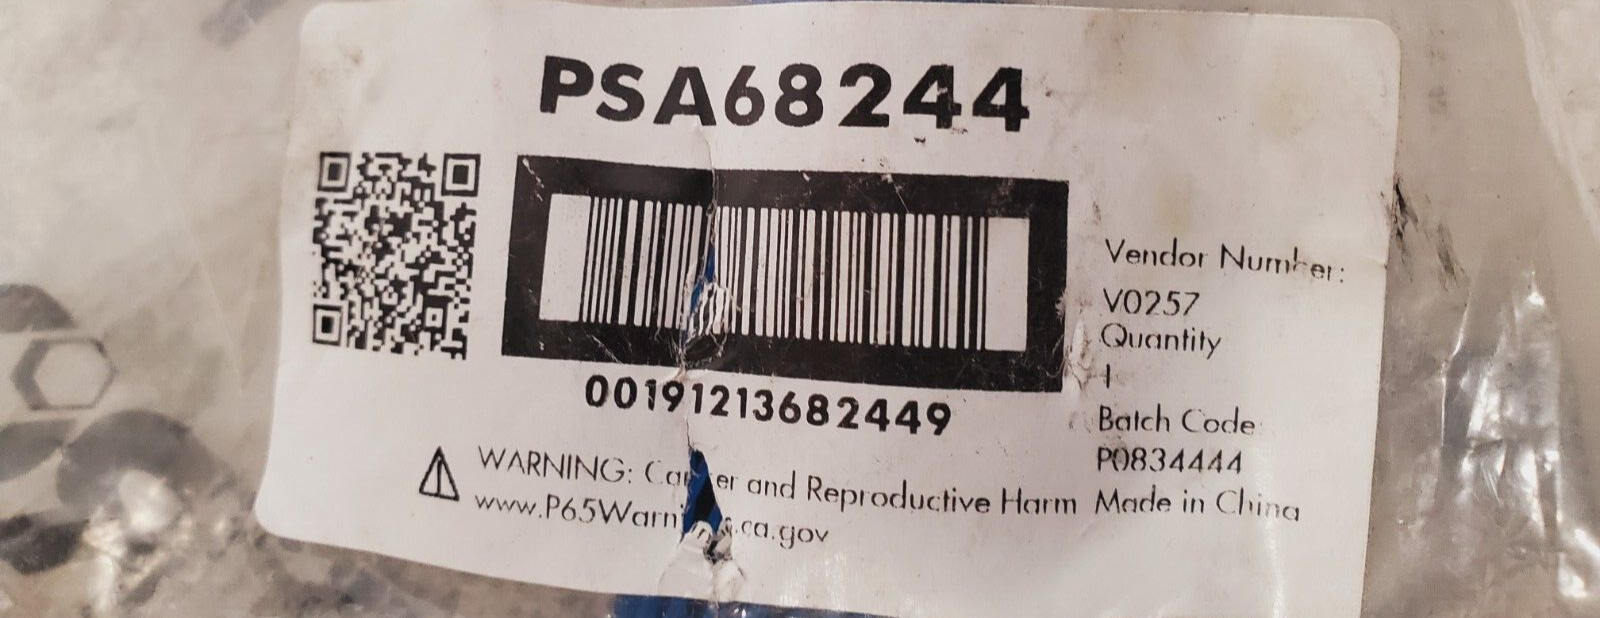 PSA68244
00191213682449
Vendor Number:
V0257
Quantity
1
Batch Code:
P0834444
Made in China
WARNING: Cancer and Reproductive Harm
www.P65Warnings.ca.gov